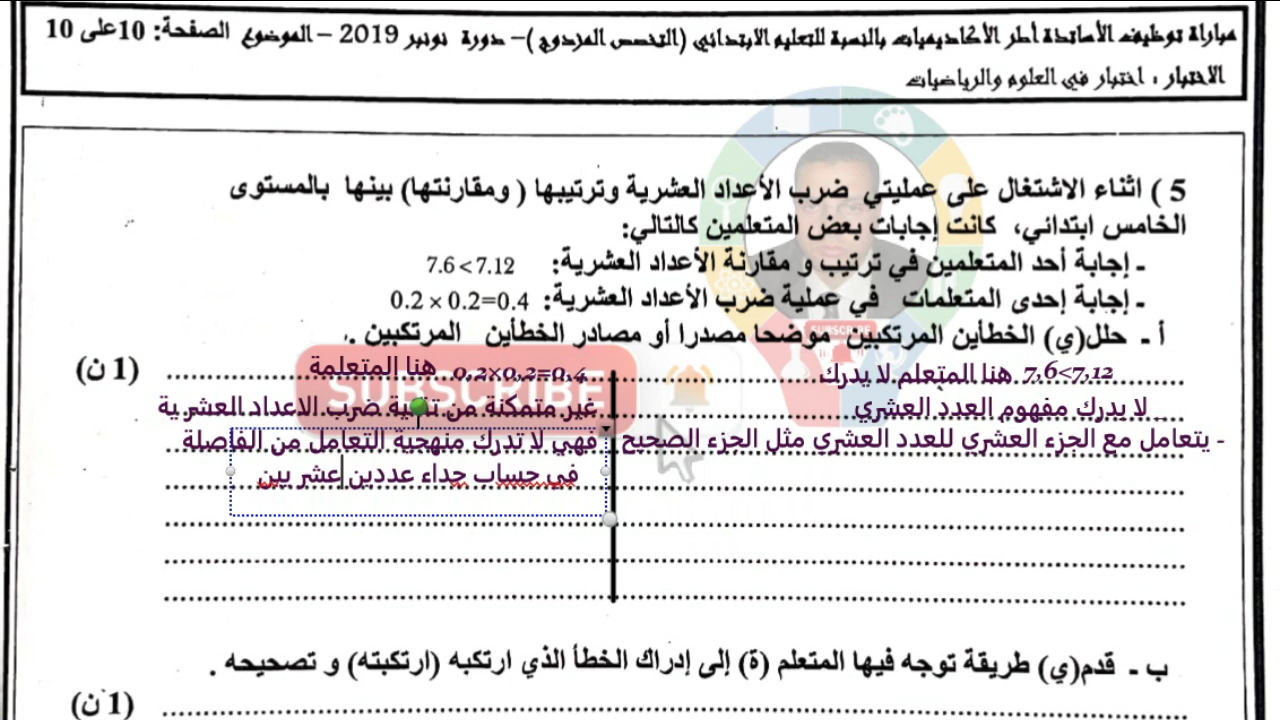 مباراة توظيف الأساتذة أطر الأكاديميات بالنسبة للتعليم الابتدائي (التخصص المزدوج )– دورة نونبر 2019 – الموضوع الصفحة: 10على 10
الاختبار : اختبار في العلوم والرياضيات
5 ) اثناء الاشتغال على عمليتي ضرب الأعداد العشرية وترتيبها ( ومقارنتها) بينها بالمستوى
الخامس ابتدائي، كانت إجابات بعض المتعلمين كالتالي:
ـ إجابة أحد المتعلمين في ترتيب و مقارنة الأعداد العشرية: 7.6<7.12
ـ إجابة إحدى المتعلمات في عملية ضرب الأعداد العشرية: 0.2×0.2=0.4
أ ـ حلل(ي) الخطأين المرتكبين موضحا مصدرا أو مصادر الخطأين المرتكبين .
(1 ن)
7,6<7,12 هنا المتعلم لا يدرك
_ لا يدرك مفهوم العدد العشري
- يتعامل مع الجزء العشري للعدد العشري مثل الجزء الصحيح
0,2×0,2=0,4 هنا المتعلمة
غير متمكنة من تقنية ضرب الاعداد العشرية
فهي لا تدرك منهجية التعامل من الفاصلة
في حساب جداء عددين عشر بين
SUBSCRIBE
SUBSCRIBE
ب ـ قدم(ي) طريقة توجه فيها المتعلم (ة) إلى إدراك الخطأ الذي ارتكبه (ارتكبته) و تصحيحه .
(1 ن)